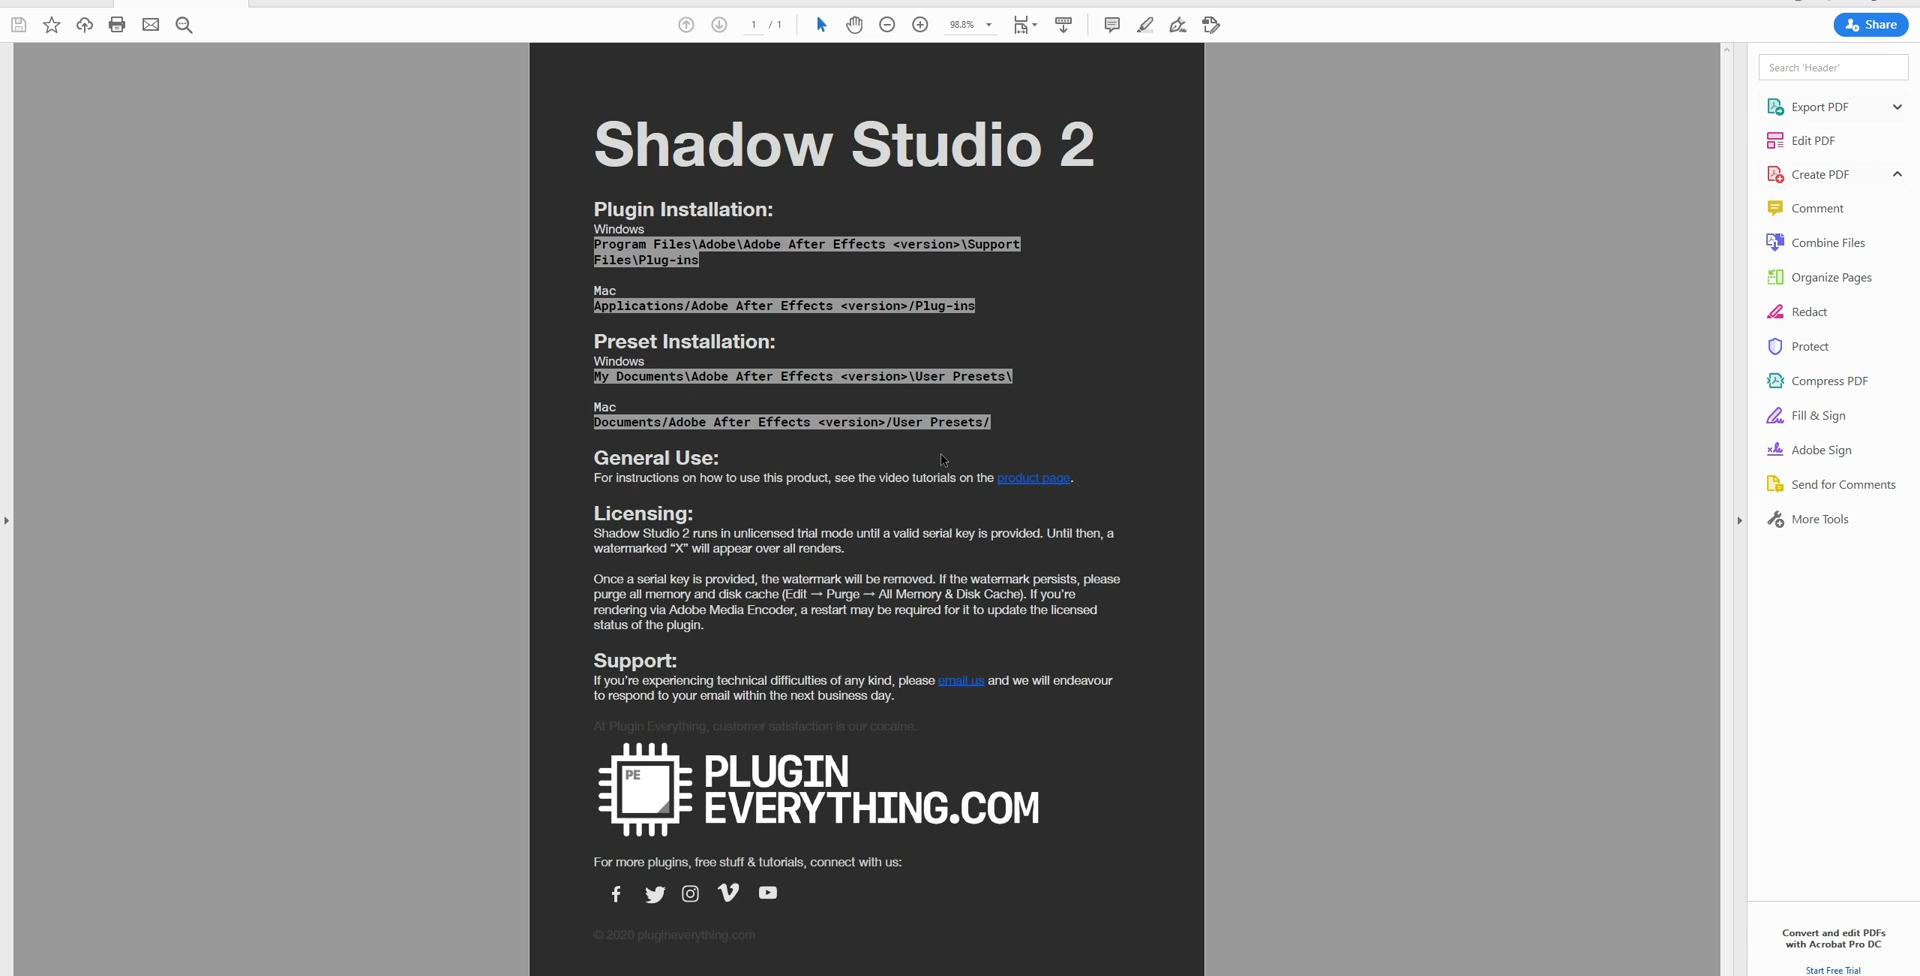 1 / 1
98.8%
Share
Search 'Header'
Export PDF
Edit PDF
Create PDF
Comment
Combine Files
Organize Pages
Redact
Protect
Compress PDF
Fill & Sign
Adobe Sign
Send for Comments
More Tools
Convert and edit PDFs
with Acrobat Pro DC
Start Free Trial
Shadow Studio 2
Plugin Installation:
Windows
Program Files\Adobe\Adobe After Effects <version>\Support
Files\Plug-ins
Mac
Applications/Adobe After Effects <version>/Plug-ins
Preset Installation:
Windows
My Documents\Adobe After Effects <version>\User Presets\
Mac
Documents/Adobe After Effects <version>/User Presets/
General Use:
For instructions on how to use this product, see the video tutorials on the product page.
Licensing:
Shadow Studio 2 runs in unlicensed trial mode until a valid serial key is provided. Until then, a
watermarked “X” will appear over all renders.
Once a serial key is provided, the watermark will be removed. If the watermark persists, please
purge all memory and disk cache (Edit → Purge → All Memory & Disk Cache). If you’re
rendering via Adobe Media Encoder, a restart may be required for it to update the licensed
status of the plugin.
Support:
If you’re experiencing technical difficulties of any kind, please email us and we will endeavour
to respond to your email within the next business day.
At Plugin Everything, customer satisfaction is our cocaine.
PE
PLUGIN
EVERYTHING.COM
For more plugins, free stuff & tutorials, connect with us:
© 2020 plugineverything.com